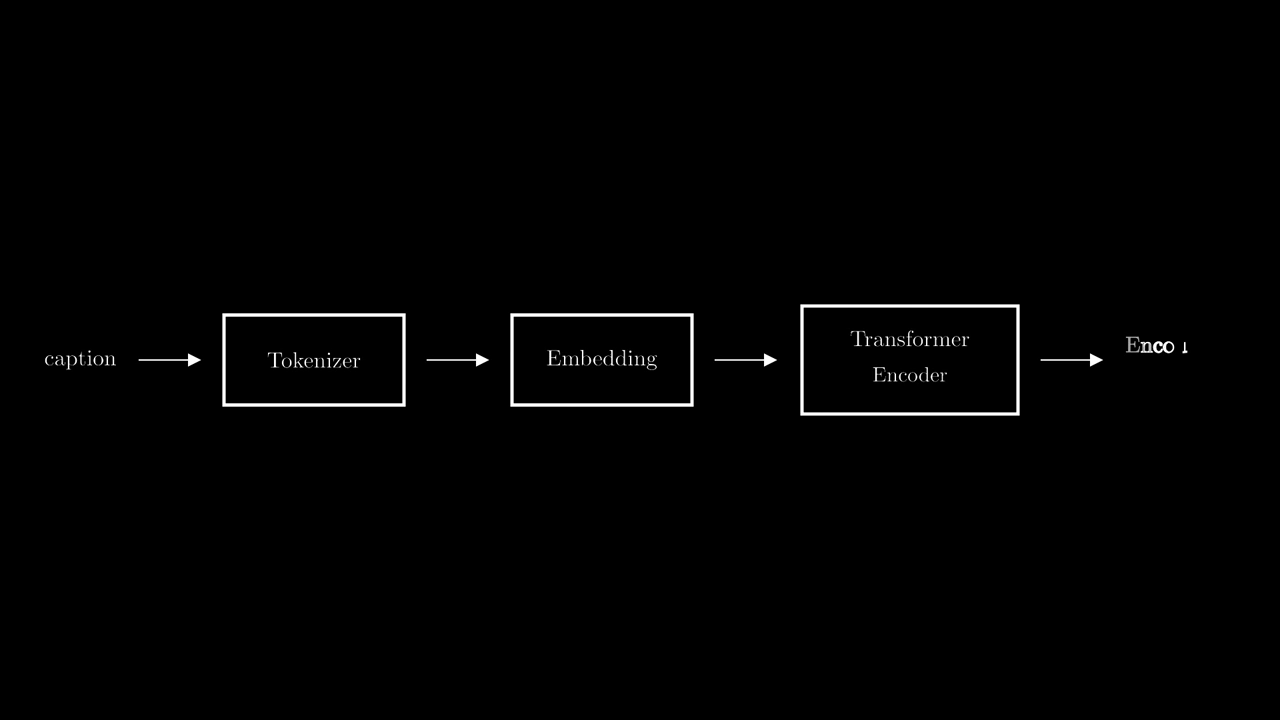 caption
Tokenizer
Embedding
Transformer
Encoder